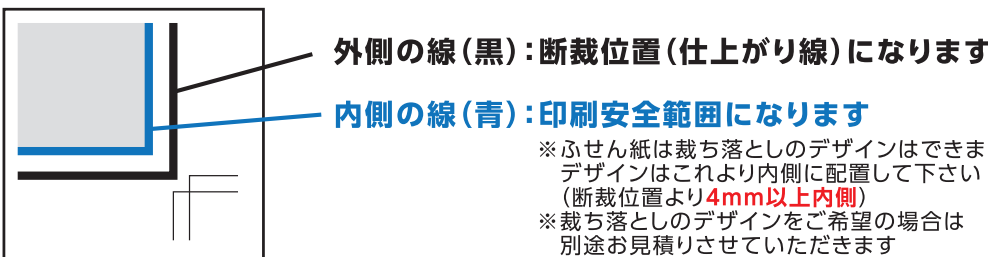 外側の線(黒):断裁位置(仕上がり線)になります
内側の線(青):印刷安全範囲になります
※ふせん紙は裁ち落としのデザインはできま
デザインはこれより内側に配置して下さい
(断裁位置より4mm以上内側)
※裁ち落としのデザインをご希望の場合は
別途お見積りさせていただきます